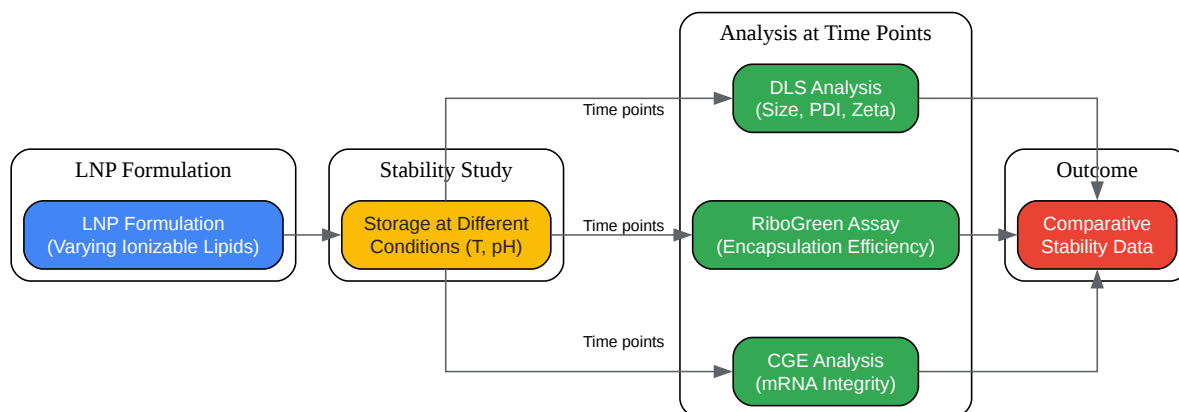 LNP Formulation
LNP Formulation
(Varying Ionizable Lipids)
Stability Study
Storage at Different
Conditions (T, pH)
Time points
Time points
Time points
Analysis at Time Points
DLS Analysis
(Size, PDI, Zeta)
RiboGreen Assay
(Encapsulation Efficiency)
CGE Analysis
(mRNA Integrity)
Outcome
Comparative
Stability Data